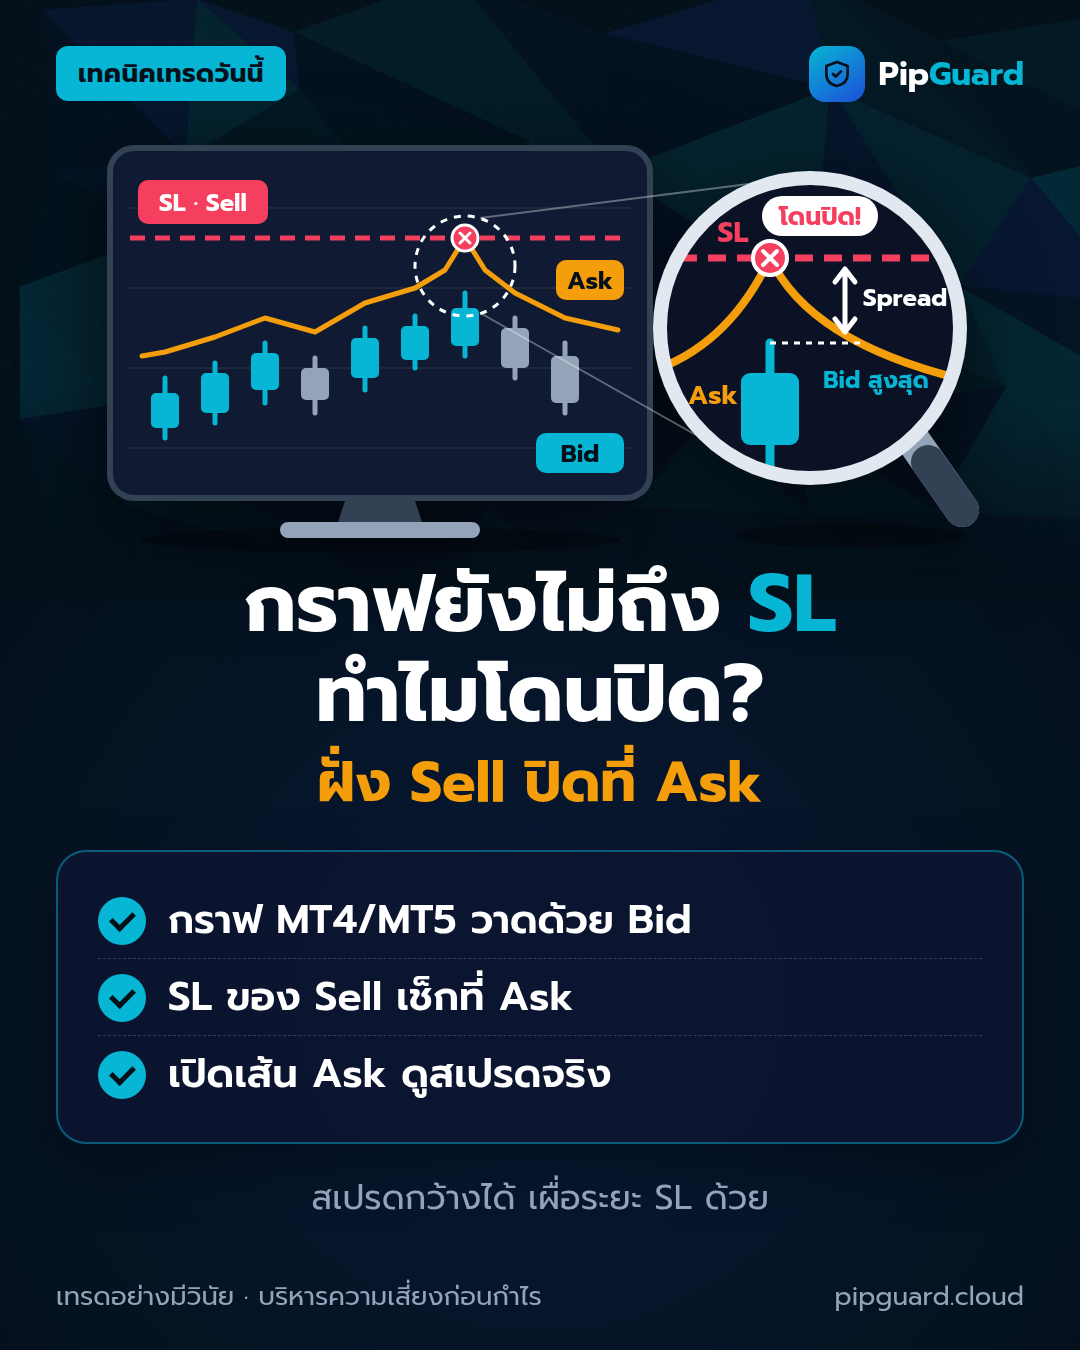 เทคนิคเทรดวันนี้
PipGuard
SL · Sell
Ask
Bid
โดนปิด!
SL
Spread
Bid สูงสุด
Ask
กราฟยังไม่ถึง SL
ทำไมโดนปิด?
ฝั่ง Sell ปิดที่ Ask
กราฟ MT4/MT5 วาดด้วย Bid
SL ของ Sell เช็กที่ Ask
เปิดเส้น Ask ดูสเปรดจริง
สเปรดกว้างได้ เผื่อระยะ SL ด้วย
เทรดอย่างมีวินัย · บริหารความเสี่ยงก่อนกำไร
pipguard.cloud